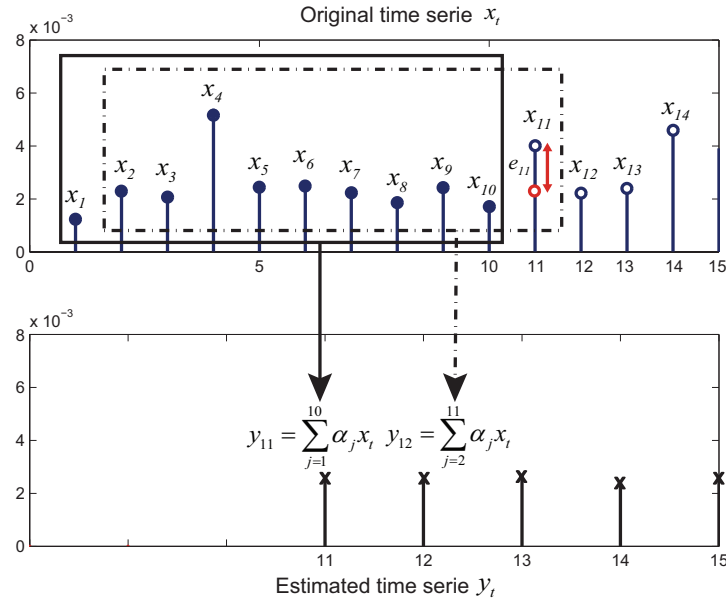 Original time serie x_t
8 x 10^-3
6
4
2
0
x_1 x_2 x_3 x_4 x_5 x_6 x_7 x_8 x_9 x_10 x_11 x_12 x_13 x_14
e_11
0 5 10 11 12 13 14 15
8 x 10^-3
6
4
2
0
y_11 = \sum_{j=1}^{10} α_j x_t y_12 = \sum_{j=2}^{11} α_j x_t
11 12 13 14 15
Estimated time serie y_t